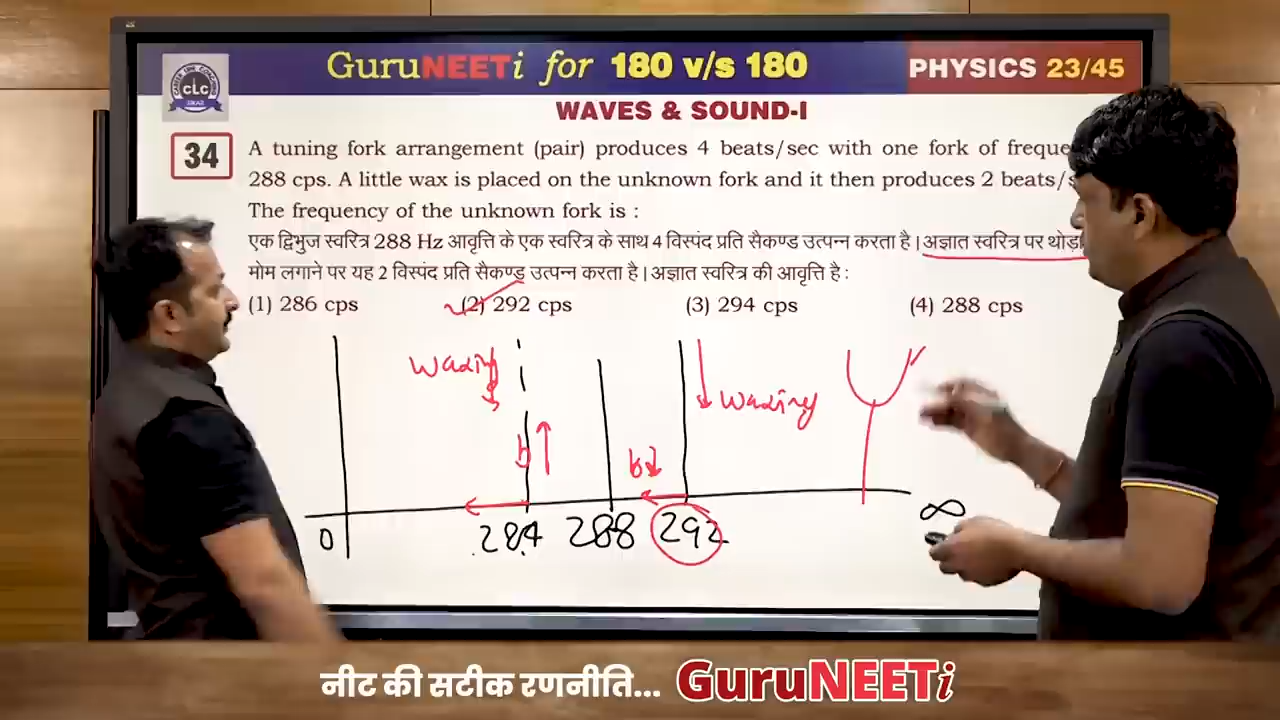 GuruNEETi for 180 v/s 180
PHYSICS 23/45
CLC
SIKAR
WAVES & SOUND-I
34
A tuning fork arrangement (pair) produces 4 beats/sec with one fork of
288 cps. A little wax is placed on the unknown fork and it then produces 2
The frequency of the unknown fork is :
एक द्विभुज स्वरित्र 288 Hz आवृत्ति के एक स्वरित्र के साथ 4 विस्पंद प्रति सैकण्ड उत्पन्न करता है। अज्ञात स्वरित्र पर थोड़ा
मोम लगाने पर यह 2 विस्पंद प्रति सैकण्ड उत्पन्न करता है। अज्ञात स्वरित्र की आवृत्ति है :
(1) 286 cps (2) 292 cps (3) 294 cps (4) 288 cps
Waxing
Waxing
b↑
b↓
0 284 288 292 ∞
नीट की सटीक रणनीति... GuruNEETi